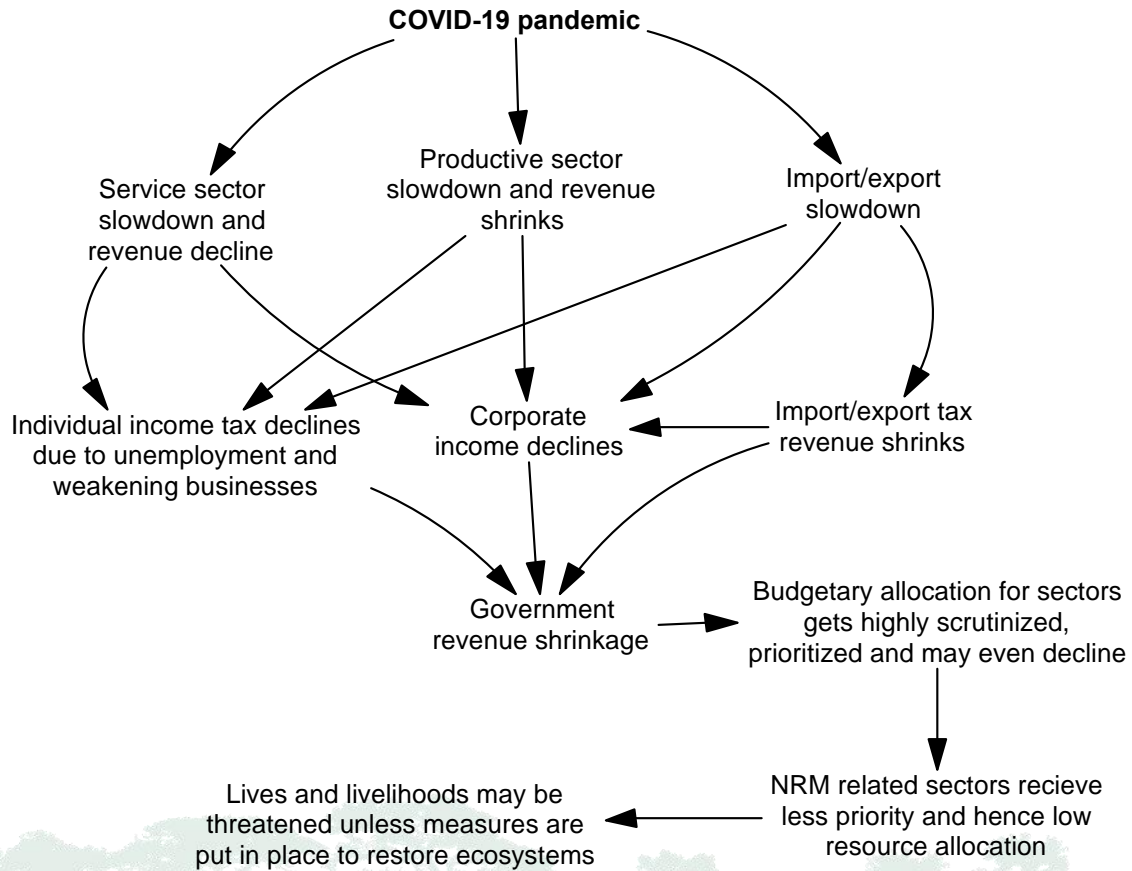 COVID-19 pandemic
Service sector
slowdown and
revenue decline
Productive sector
slowdown and revenue
shrinks
Import/export
slowdown
Individual income tax declines
due to unemployment and
weakening businesses
Corporate
income declines
Import/export tax
revenue shrinks
Government
revenue shrinkage
Budgetary allocation for sectors
gets highly scrutinized,
prioritized and may even decline
NRM related sectors recieve
less priority and hence low
resource allocation
Lives and livelihoods may be
threatened unless measures are
put in place to restore ecosystems